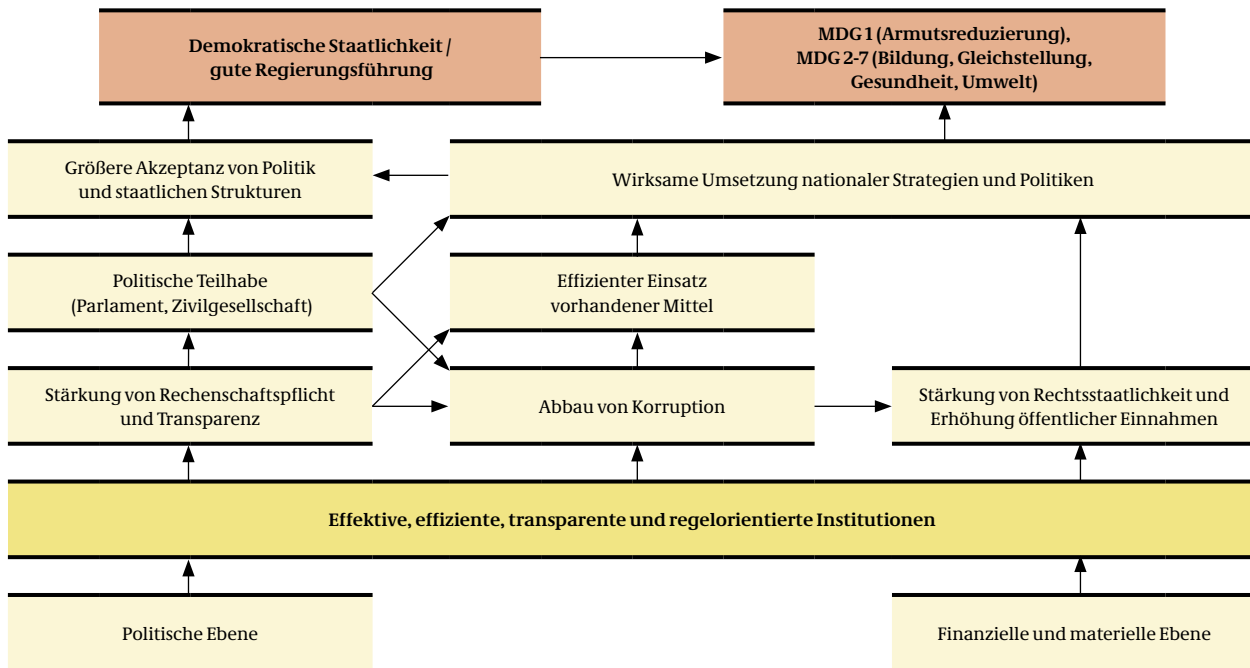 Demokratische Staatlichkeit /
gute Regierungsführung
MDG 1 (Armutsreduzierung),
MDG 2-7 (Bildung, Gleichstellung,
Gesundheit, Umwelt)
Größere Akzeptanz von Politik
und staatlichen Strukturen
Wirksame Umsetzung nationaler Strategien und Politiken
Politische Teilhabe
(Parlament, Zivilgesellschaft)
Effizienter Einsatz
vorhandener Mittel
Stärkung von Rechenschaftspflicht
und Transparenz
Abbau von Korruption
Stärkung von Rechtsstaatlichkeit und
Erhöhung öffentlicher Einnahmen
Effektive, effiziente, transparente und regelorientierte Institutionen
Politische Ebene
Finanzielle und materielle Ebene